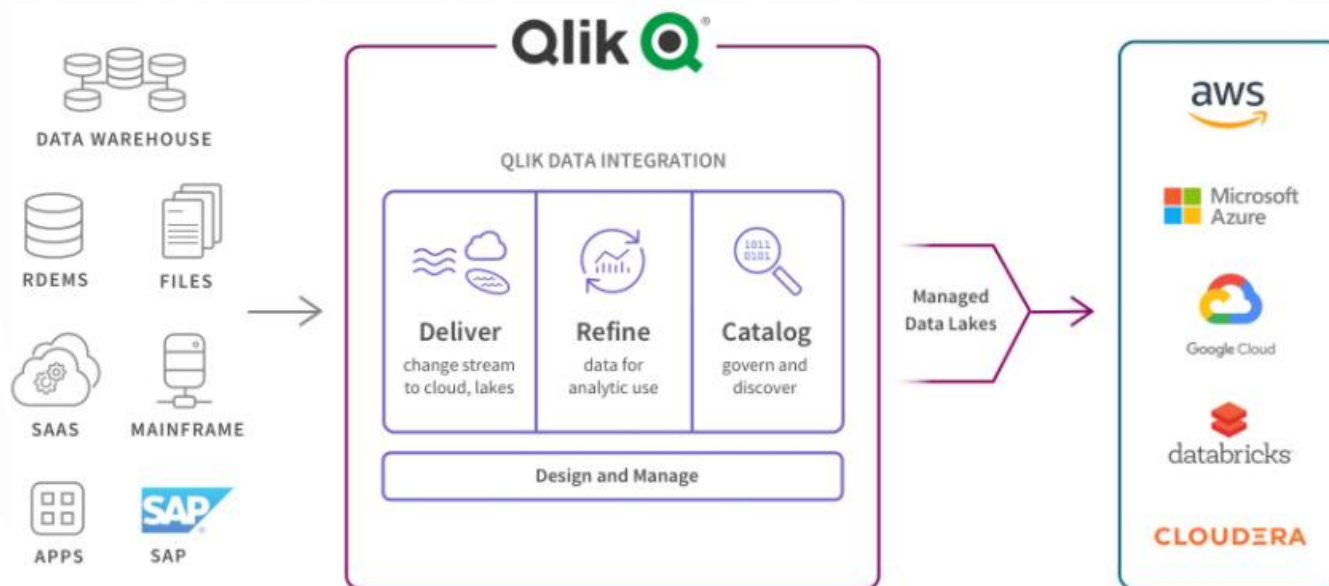 Qlik
DATA WAREHOUSE
RDEMS
FILES
SAAS
MAINFRAME
APPS
SAP
SAP
QLIK DATA INTEGRATION
1011
0101
Deliver
change stream
to cloud, lakes
Refine
data for
analytic use
Catalog
govern and
discover
Design and Manage
Managed
Data Lakes
aws
Microsoft
Azure
Google Cloud
databricks
CLOUDERA